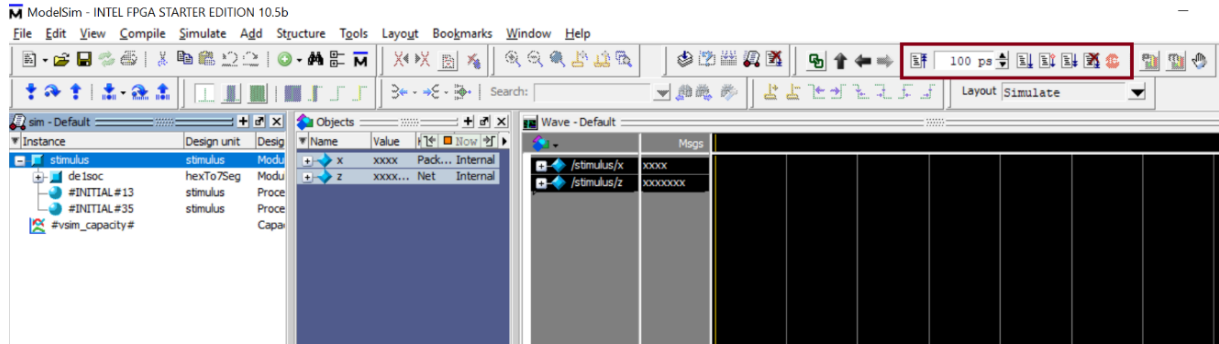 ModelSim - INTEL FPGA STARTER EDITION 10.5b
File Edit View Compile Simulate Add Structure Tools Layout Bookmarks Window Help
100 ps
Search:
Layout Simulate
sim - Default
Instance Design unit Desig
stimulus stimulus Modu
de1soc hexTo7Seg Modu
#INITIAL#13 stimulus Proce
#INITIAL#35 stimulus Proce
#vsim_capacity# Capa
Objects
Name Value Now
x xxxx Pack... Internal
z xxxx... Net Internal
Wave - Default
Msgs
/stimulus/x xxxx
/stimulus/z xxxxxxx